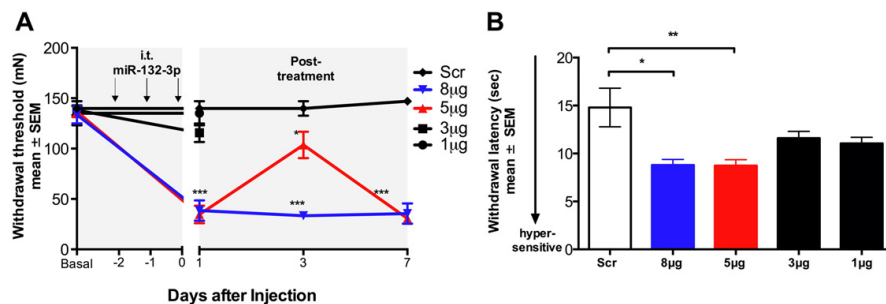 A
Withdrawal threshold (mN)
mean ± SEM
200
150
100
50
0
i.t.
miR-132-3p
Post-
treatment
*
***
***
***
Basal
-2
-1
0
1
3
7
Days after Injection
Scr
8µg
5µg
3µg
1µg
B
Withdrawal latency (sec)
mean ± SEM
20
15
10
5
0
**
*
hyper-
sensitive
Scr
8µg
5µg
3µg
1µg